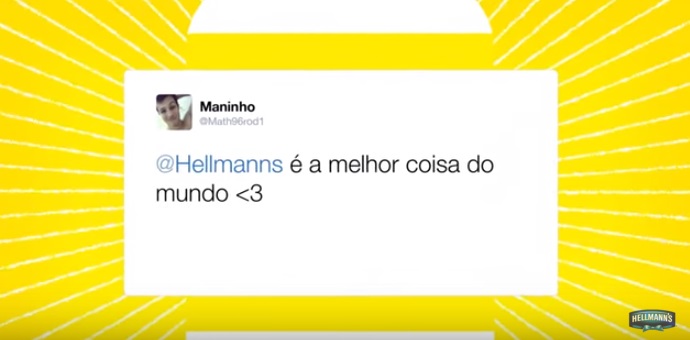 Maninho
@Math96rod1
@Hellmanns é a melhor coisa do
mundo <3
HELLMANN'S